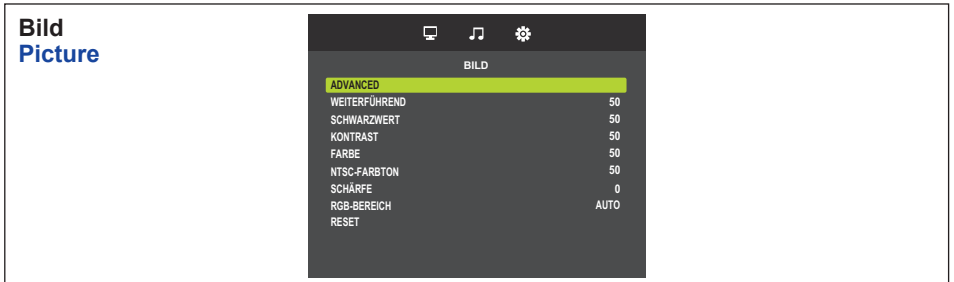 Bild
Picture
BILD
ADVANCED
WEITERFÜHREND 50
SCHWARZWERT 50
KONTRAST 50
FARBE 50
NTSC-FARBTON 50
SCHÄRFE 0
RGB-BEREICH AUTO
RESET